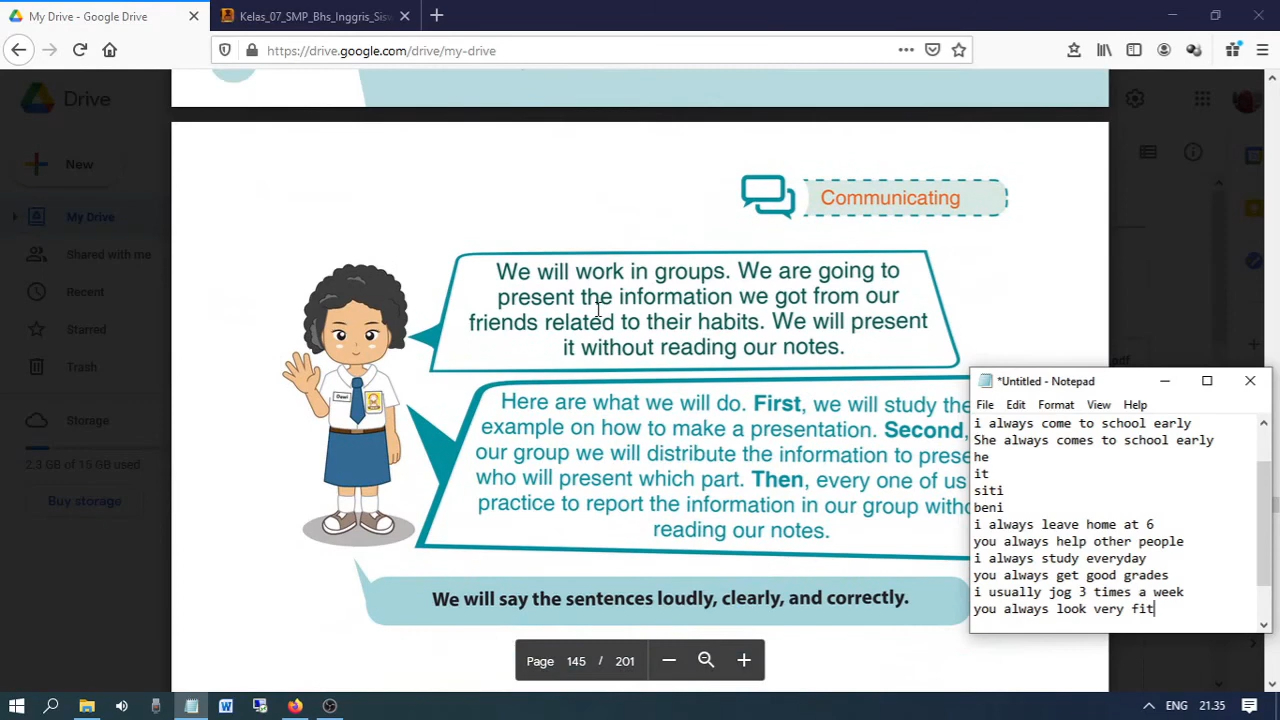 My Drive - Google Drive
Kelas_07_SMP_Bhs_Inggris_Sisw
https://drive.google.com/drive/my-drive
Drive
New
My Drive
Shared with me
Recent
Starred
Trash
Storage
2.3 GB of 15 GB used
Buy storage
Communicating
We will work in groups. We are going to
present the information we got from our
friends related to their habits. We will present
it without reading our notes.
Dewi
Here are what we will do. First, we will study the
example on how to make a presentation. Second,
our group we will distribute the information to prese
who will present which part. Then, every one of us
practice to report the information in our group witho
reading our notes.
We will say the sentences loudly, clearly, and correctly.
Page 145 / 201
pdf
*Untitled - Notepad
File Edit Format View Help
i always come to school early
She always comes to school early
he
it
siti
beni
i always leave home at 6
you always help other people
i always study everyday
you always get good grades
i usually jog 3 times a week
you always look very fit
ENG 21.35